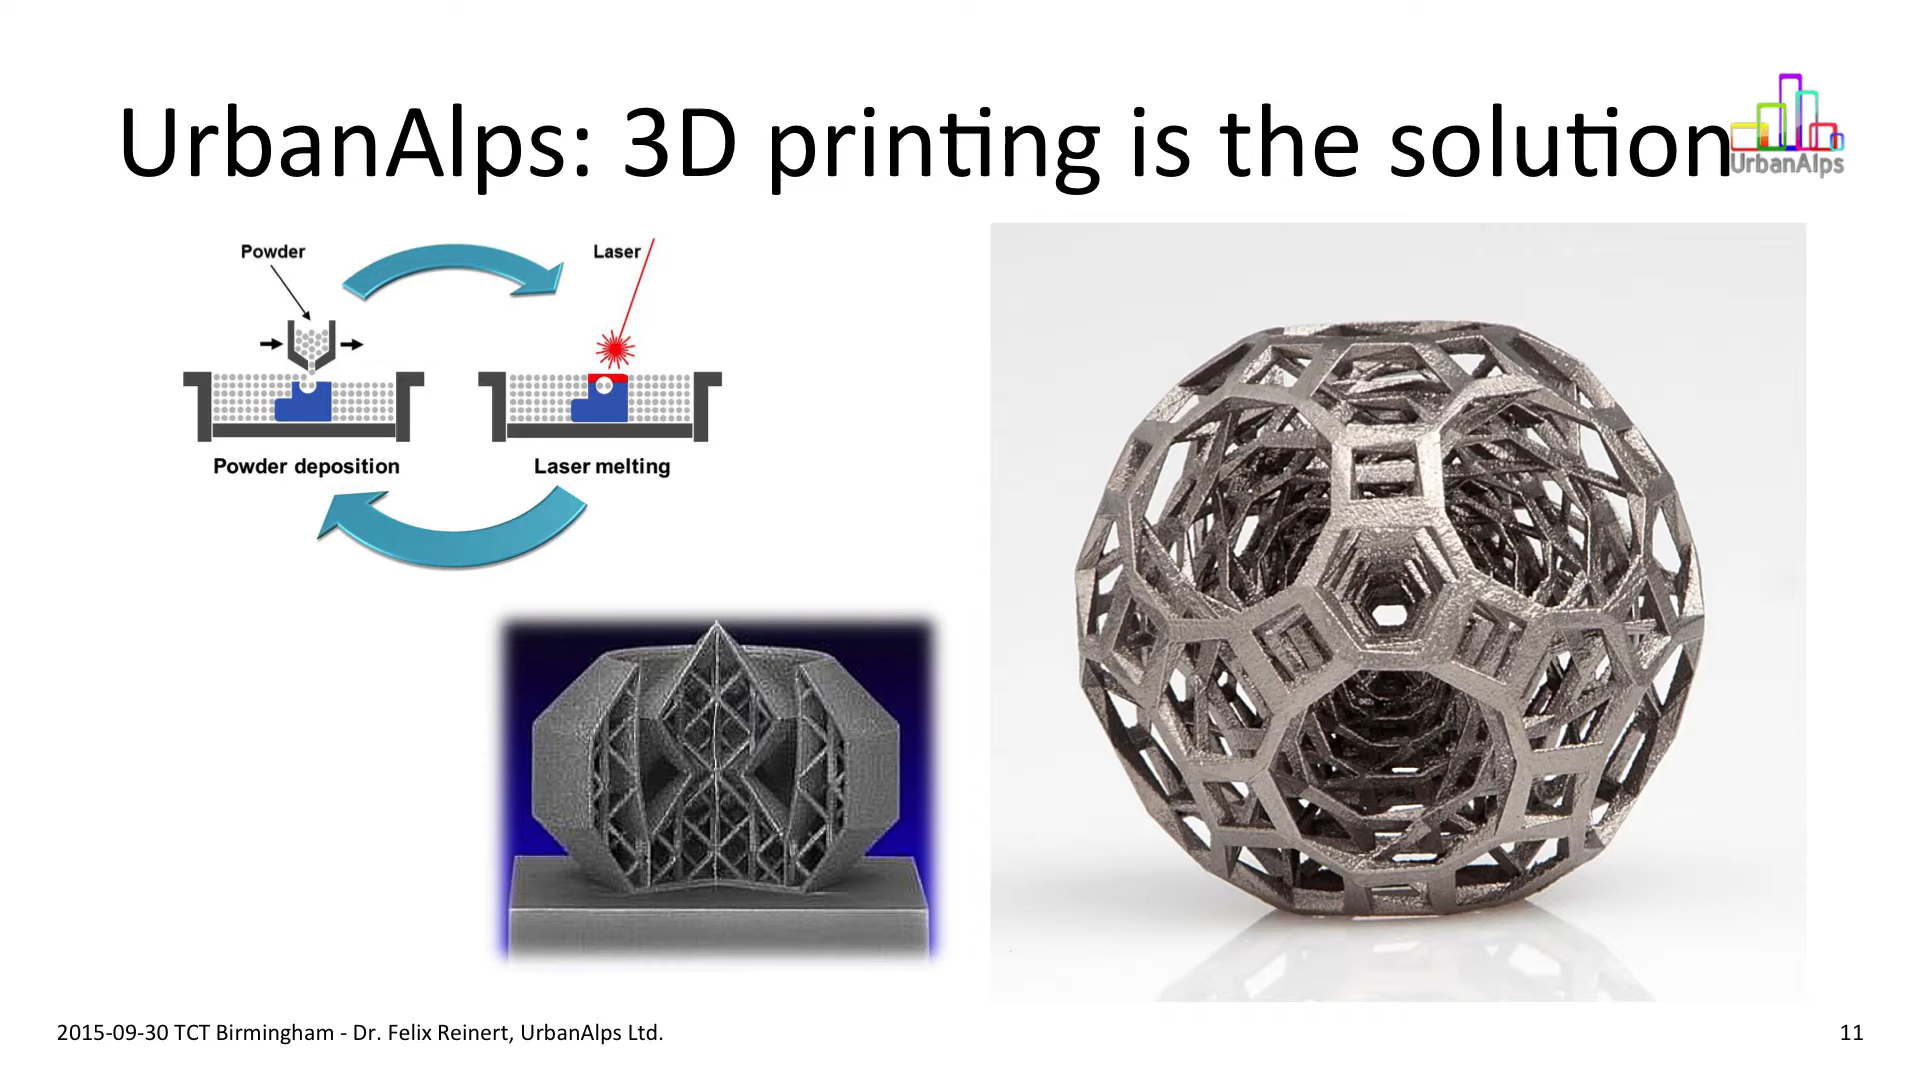 UrbanAlps: 3D printing is the solution
UrbanAlps
Powder
Laser
Powder deposition
Laser melting
2015-09-30 TCT Birmingham - Dr. Felix Reinert, UrbanAlps Ltd.
11